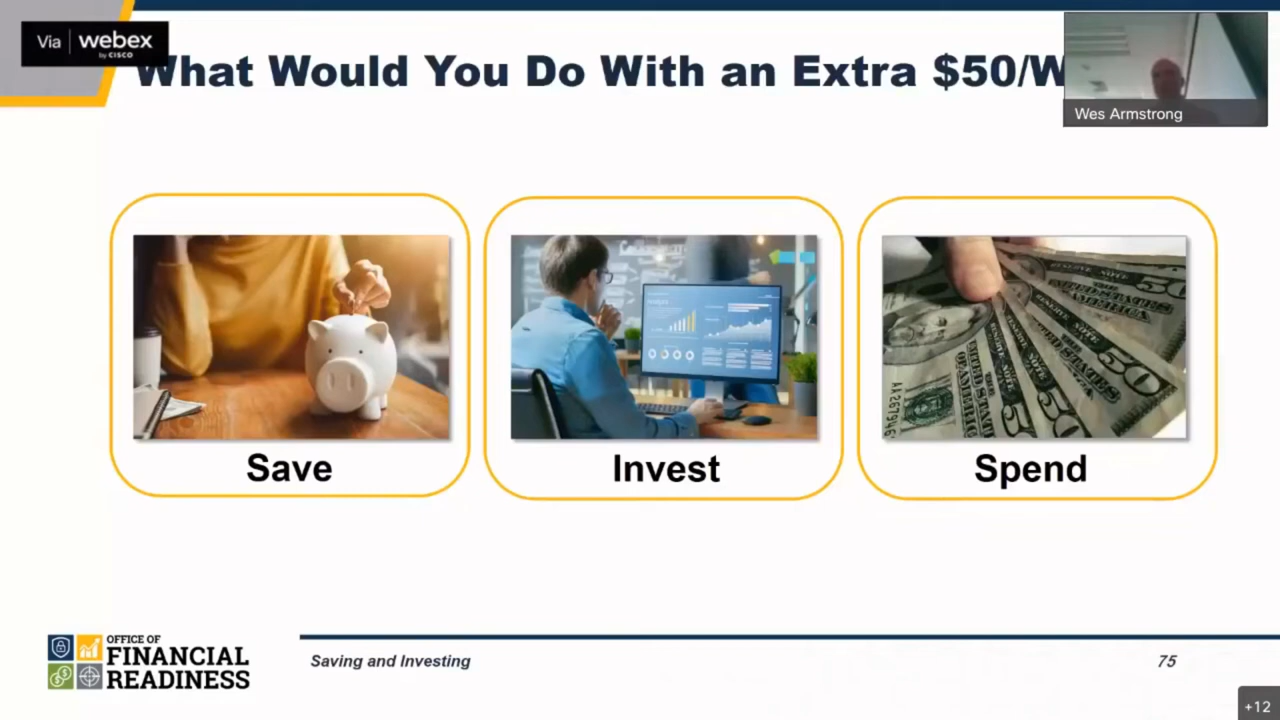 Via webex
by CISCO
What Would You Do With an Extra $50/W
Wes Armstrong
Save
Invest
Spend
OFFICE OF
FINANCIAL
READINESS
Saving and Investing
75
+12